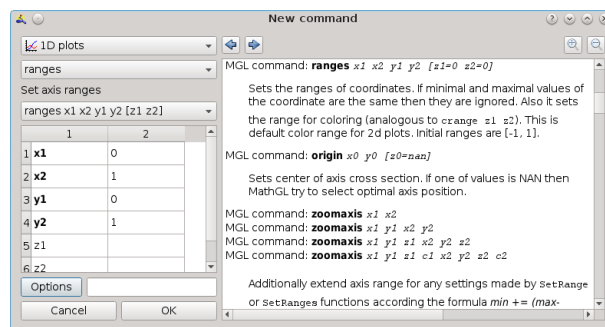 New command
1D plots
ranges
Set axis ranges
ranges x1 x2 y1 y2 [z1 z2]
1 2
1 x1 0
2 x2 1
3 y1 0
4 y2 1
5 z1
6 z2
Options
Cancel OK
MGL command: ranges x1 x2 y1 y2 [z1=0 z2=0]
Sets the ranges of coordinates. If minimal and maximal values of
the coordinate are the same then they are ignored. Also it sets
the range for coloring (analogous to crange z1 z2). This is
default color range for 2d plots. Initial ranges are [-1, 1].
MGL command: origin x0 y0 [z0=nan]
Sets center of axis cross section. If one of values is NAN then
MathGL try to select optimal axis position.
MGL command: zoomaxis x1 x2
MGL command: zoomaxis x1 y1 x2 y2
MGL command: zoomaxis x1 y1 z1 x2 y2 z2
MGL command: zoomaxis x1 y1 z1 c1 x2 y2 z2 c2
Additionally extend axis range for any settings made by SetRange
or SetRanges functions according the formula min += (max-